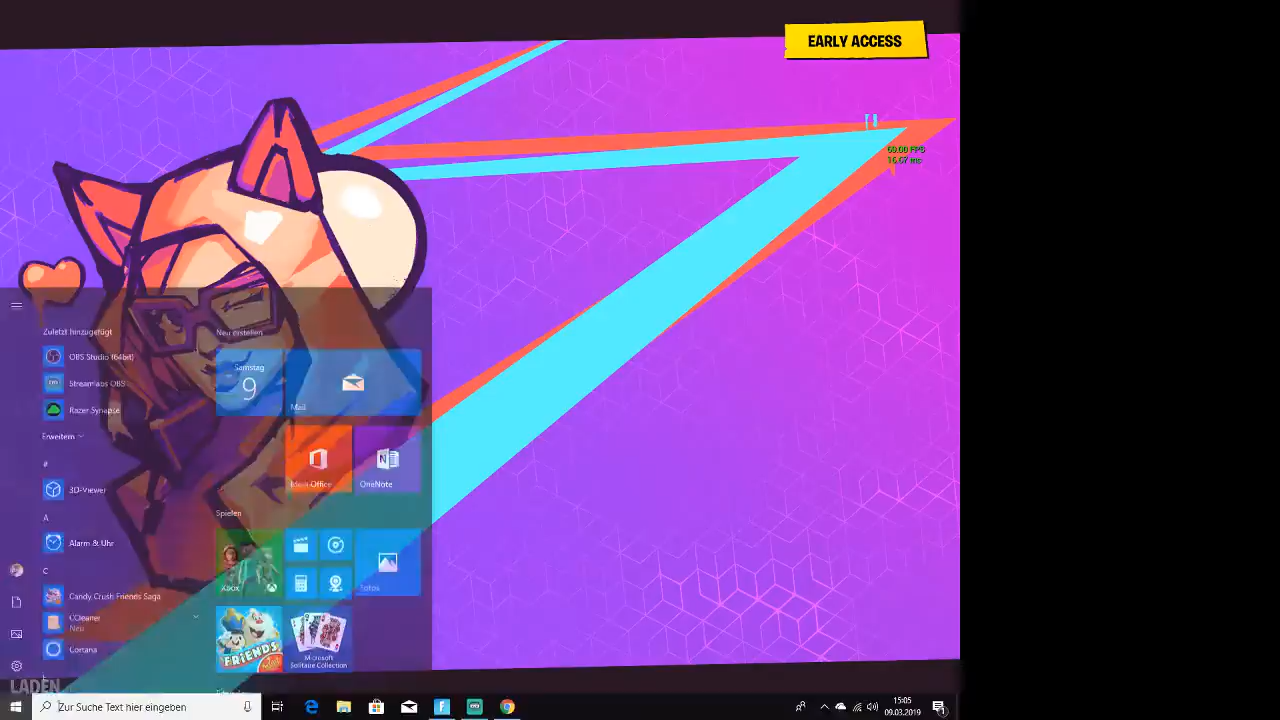 EARLY ACCESS
60.00 FPS
16.67 ms
Zuletzt hinzugefügt
Neu erstellen
OBS Studio (64bit)
Streamlabs OBS
Razer Synapse
Samstag
9
Mail
Erweitern
#
3D-Viewer
Office
OneNote
Spielen
A
Alarm & Uhr
Xbox
Fotos
C
Candy Crush Friends Saga
CCleaner
Neu
Cortana
FRIENDS
Microsoft
Solitaire Collection
LADEN
Zur Suche Text hier eingeben
15:05
09.03.2019
1